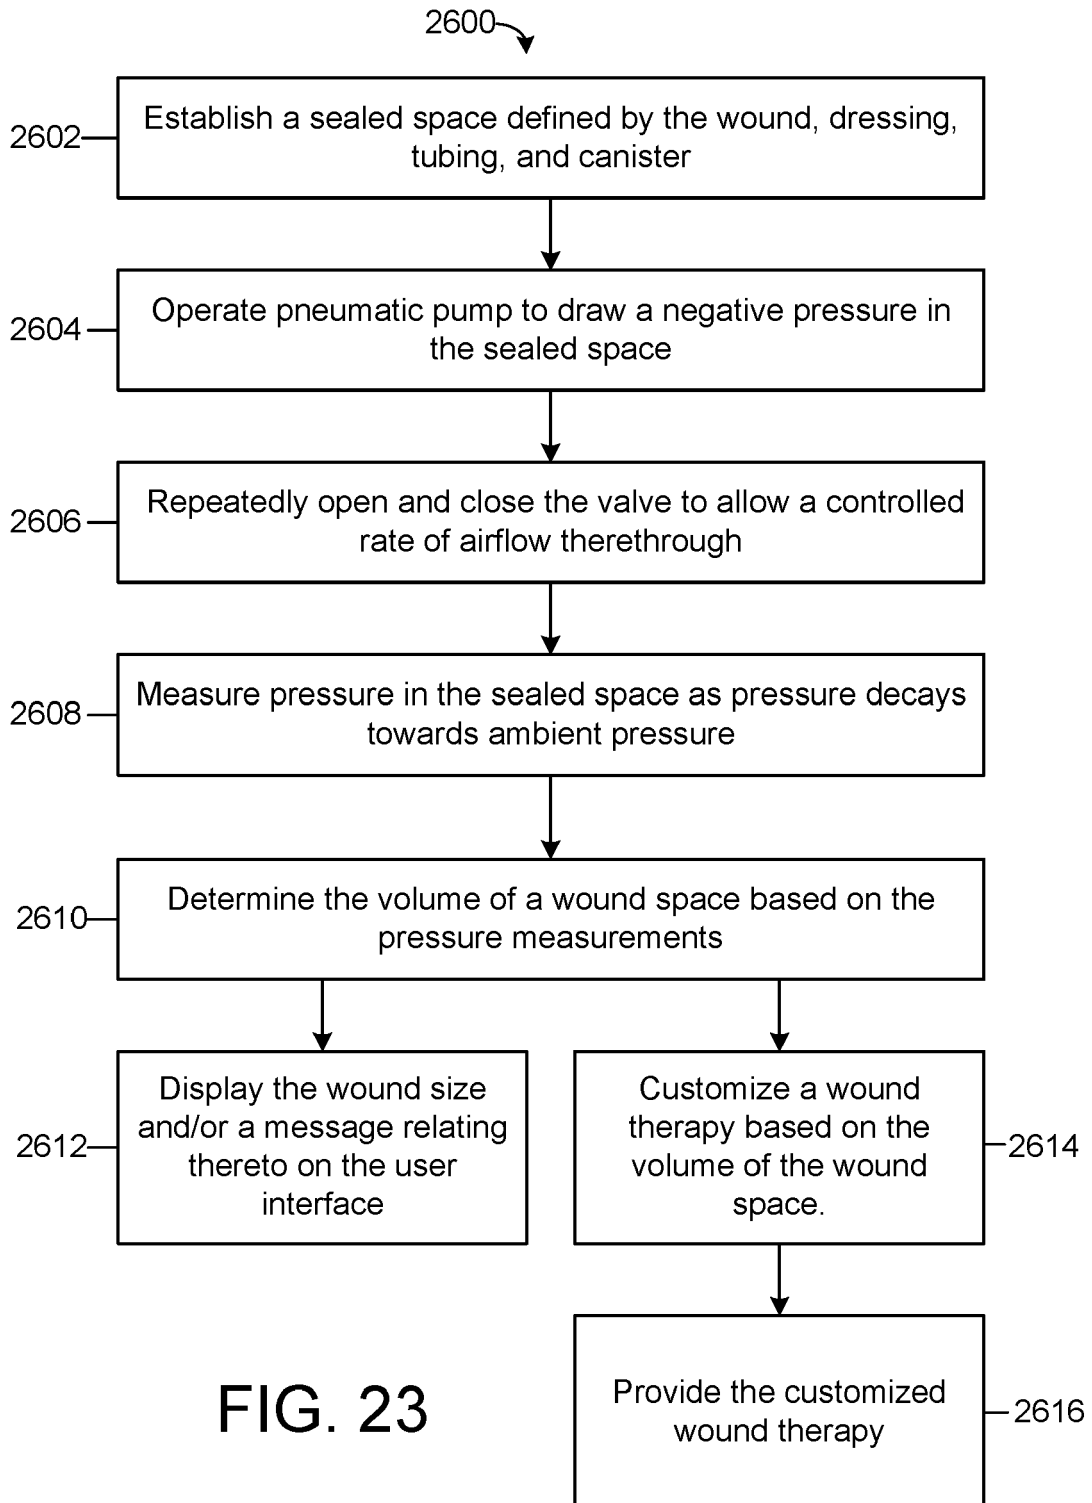 2600
2602
Establish a sealed space defined by the wound, dressing,
tubing, and canister
2604
Operate pneumatic pump to draw a negative pressure in
the sealed space
2606
Repeatedly open and close the valve to allow a controlled
rate of airflow therethrough
2608
Measure pressure in the sealed space as pressure decays
towards ambient pressure
2610
Determine the volume of a wound space based on the
pressure measurements
2612
Display the wound size
and/or a message relating
thereto on the user
interface
Customize a wound
therapy based on the
volume of the wound
space.
2614
Provide the customized
wound therapy
2616
FIG. 23